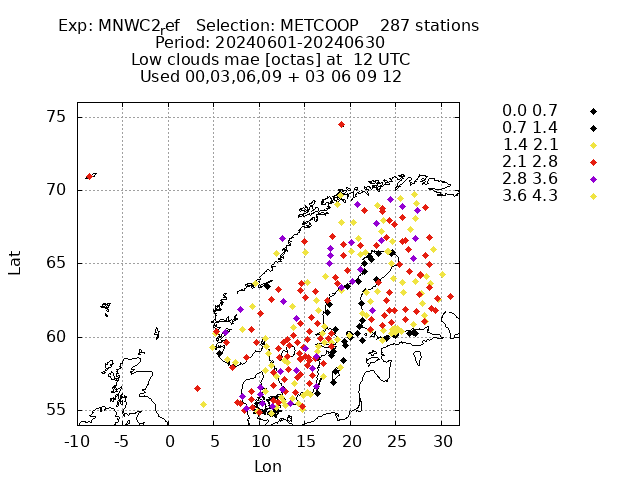 Exp: MNWC2ref   Selection: METCOOP    287 stations
Period: 20240601-20240630
Low clouds mae [octas] at  12 UTC
Used 00,03,06,09 + 03 06 09 12
0.0 0.7
0.7 1.4
1.4 2.1
2.1 2.8
2.8 3.6
3.6 4.3
75
70
65
60
55
Lat
-10 -5 0 5 10 15 20 25 30
Lon